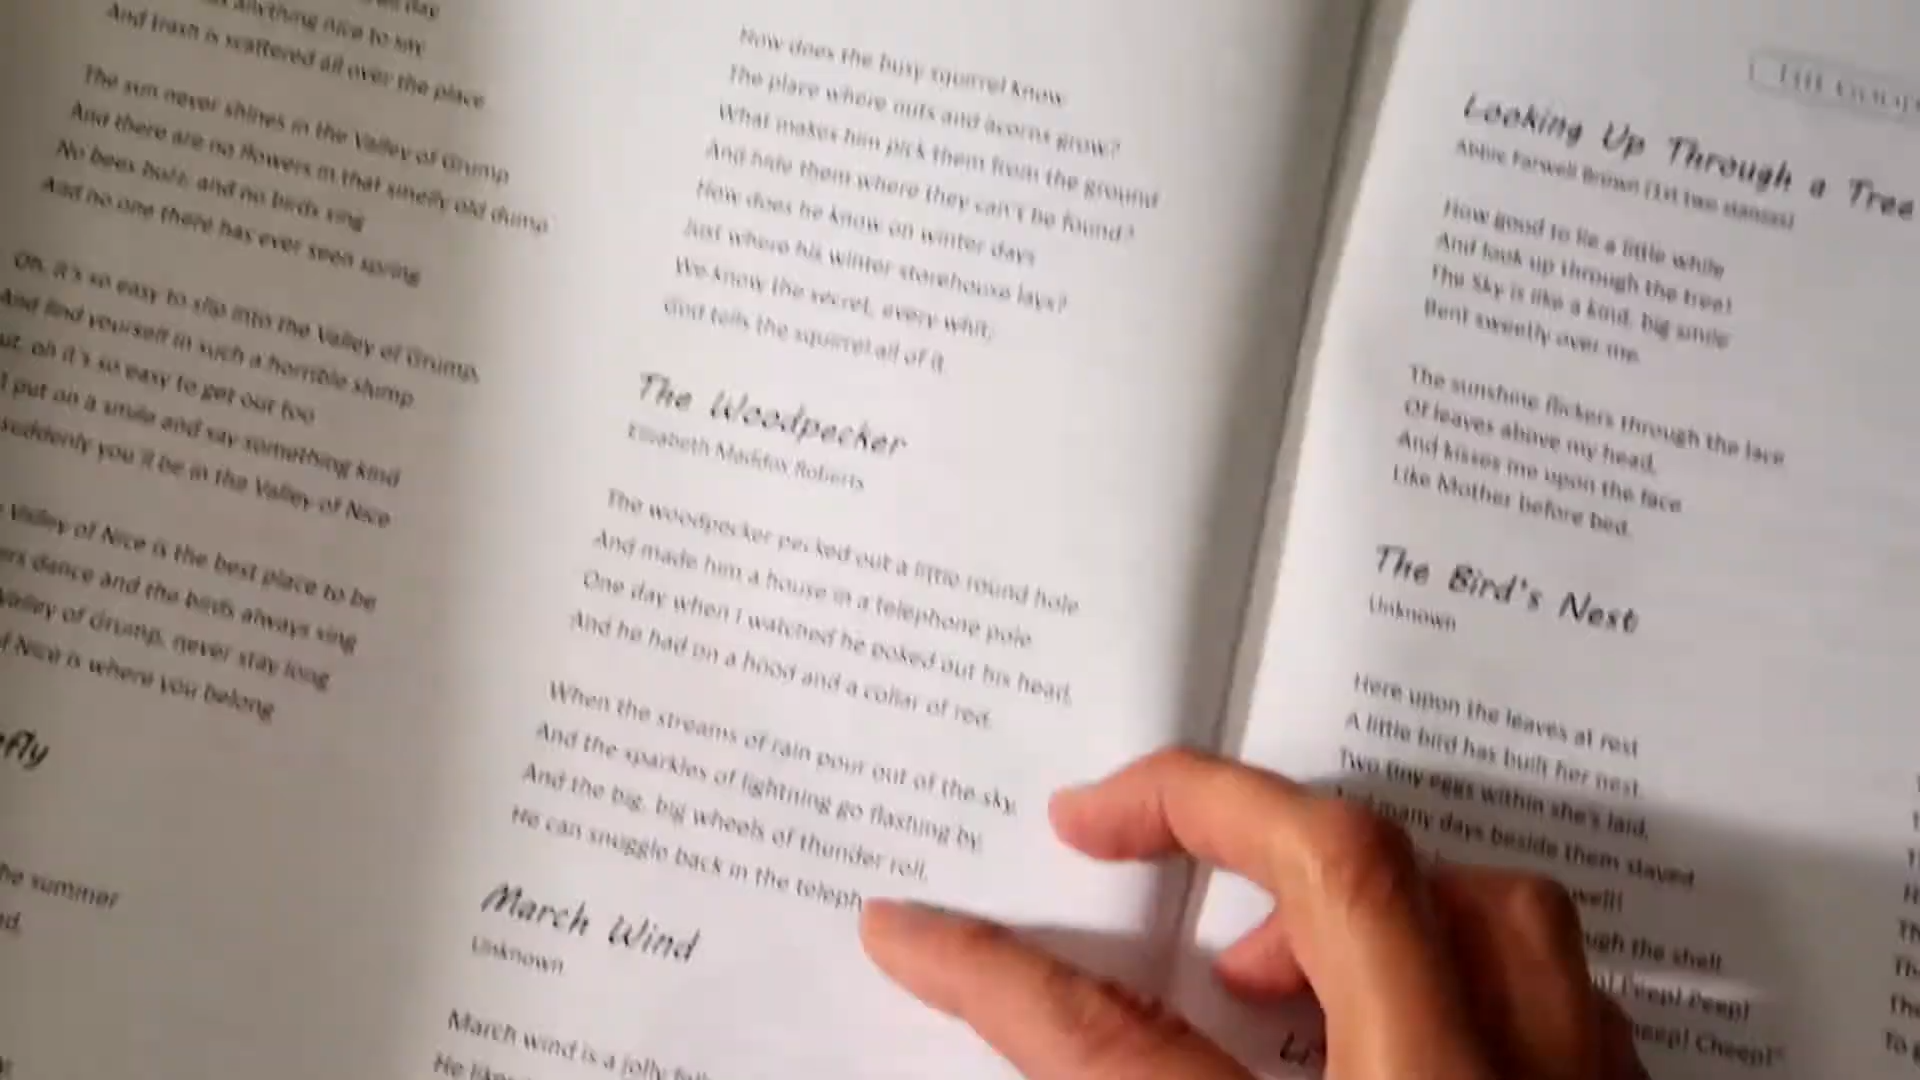 day
anything nice to say
And trash is scattered all over the place
The sun never shines in the Valley of Grump
And there are no flowers in that smelly old dump
No bees buzz, and no birds sing
And no one there has ever seen spring
Oh, it's so easy to slip into the Valley of Grump,
And find yourself in such a horrible slump
oh it's so easy to get out too
put on a smile and say something kind
suddenly you'll be in the Valley of Nice
Valley of Nice is the best place to be
dance and the birds always sing
Valley of Grump, never stay long
Nice is where you belong
efly
he summer
How does the busy squirrel know
The place where nuts and acorns grow?
What makes him pick them from the ground
And hide them where they can't be found?
How does he know on winter days
Just where his winter storehouse lays?
We know the secret, every whit;
God tells the squirrel all of it.
The Woodpecker
Elisabeth Maddox Roberts
The woodpecker pecked out a little round hole
And made him a house in a telephone pole.
One day when I watched he poked out his head,
And he had on a hood and a collar of red.
When the streams of rain pour out of the sky,
And the sparkles of lightning go flashing by,
And the big, big wheels of thunder roll,
He can snuggle back in the teleph
March Wind
Unknown
March wind is a jolly
He likes
THE
Looking Up Through a Tree
Abbie Farwell Brown (1st two stanzas)
How good to lie a little while
And look up through the tree!
The Sky is like a kind, big smile
Bent sweetly over me.
The sunshine flickers through the lace
Of leaves above my head,
And kisses me upon the face
Like Mother before bed.
The Bird's Nest
Unknown
Here upon the leaves at rest
A little bird has built her nest.
Two tiny eggs within she's laid,
many days beside them stayed
well!
the shell
Peep! Peep!
Cheep!"